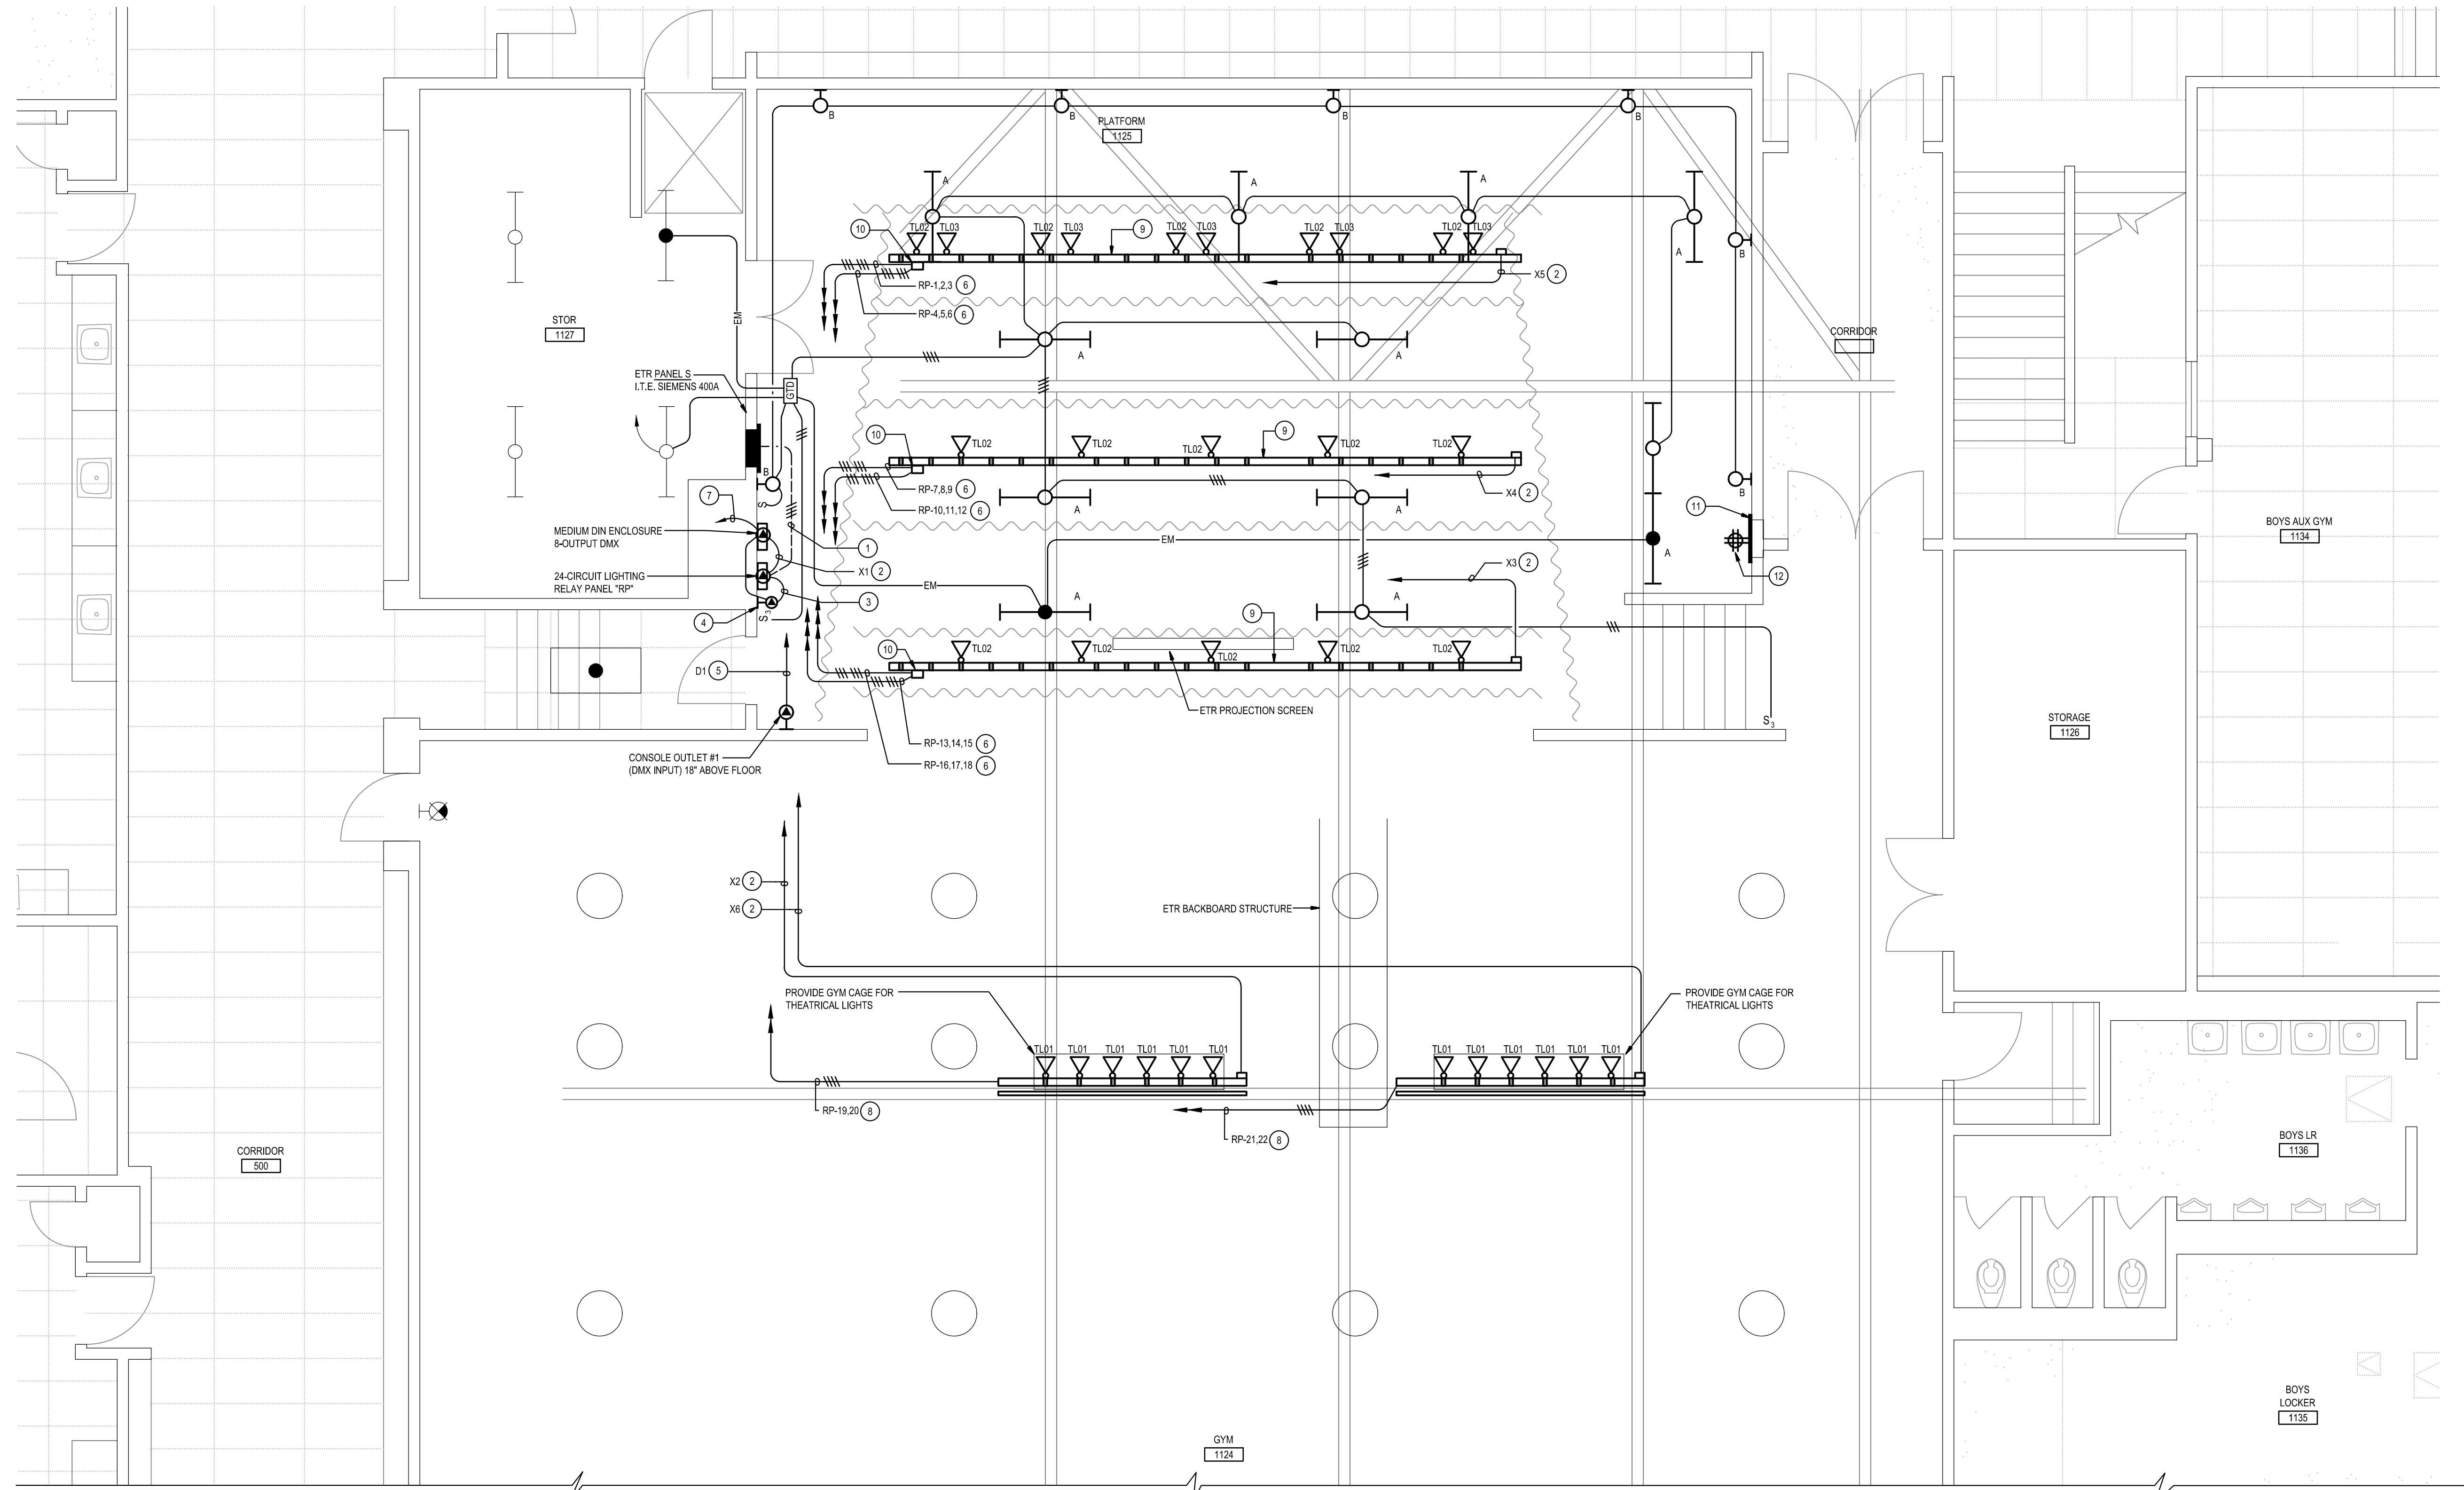 B
B
B
B
PLATFORM
1125
A
A
A
TL02
TL03
TL02
TL03
TL02
TL03
TL02
TL03
TL02
TL03
10
9
A
B
X5 2
RP-1,2,3 6
RP-4,5,6 6
EM
STOR
1127
CORRIDOR
A
A
ETR PANEL S
I.T.E. SIEMENS 400A
GTD
10
9
TL02
TL02
TL02
TL02
TL02
B
S
7
RP-7,8,9 6
RP-10,11,12 6
X4 2
B
A
A
11
MEDIUM DIN ENCLOSURE
8-OUTPUT DMX
BOYS AUX GYM
1134
1
EM
A
X1 2
X3 2
12
24-CIRCUIT LIGHTING
RELAY PANEL "RP"
EM
3
A
A
9
4
S3
10
TL02
TL02
TL02
TL02
TL02
D1 5
ETR PROJECTION SCREEN
S3
STORAGE
1126
RP-13,14,15 6
CONSOLE OUTLET #1
(DMX INPUT) 18" ABOVE FLOOR
RP-16,17,18 6
X2 2
X6 2
ETR BACKBOARD STRUCTURE
PROVIDE GYM CAGE FOR
THEATRICAL LIGHTS
PROVIDE GYM CAGE FOR
THEATRICAL LIGHTS
TL01
TL01
TL01
TL01
TL01
TL01
TL01
TL01
TL01
TL01
TL01
TL01
RP-19,20 8
RP-21,22 8
BOYS LR
1136
CORRIDOR
500
BOYS
LOCKER
1135
GYM
1124